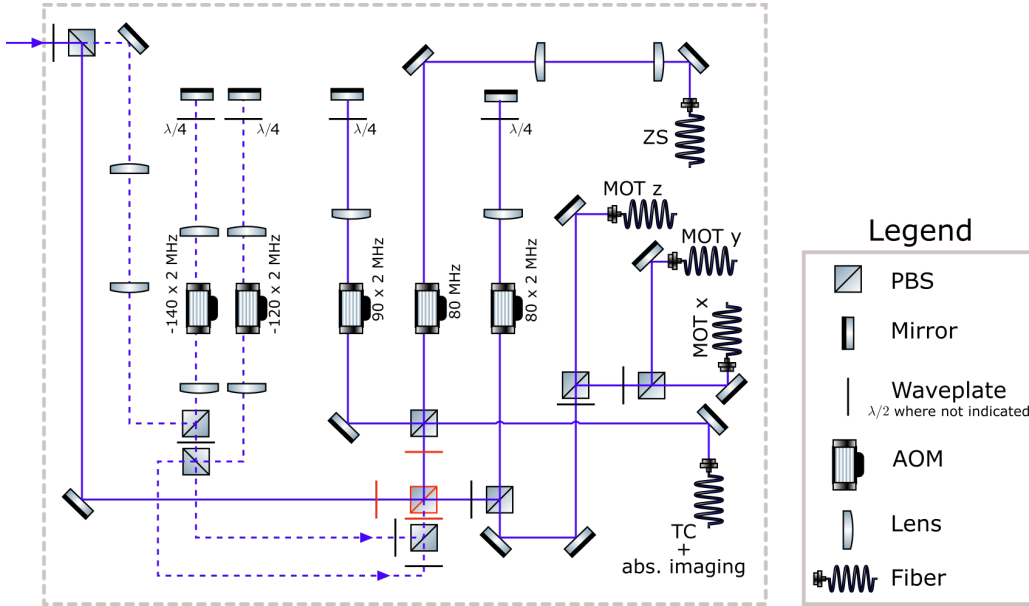 λ/4
λ/4
λ/4
λ/4
ZS
MOT z
MOT y
MOT x
-140 x 2 MHz
-120 x 2 MHz
90 x 2 MHz
80 MHz
80 x 2 MHz
TC
+
abs. imaging
Legend
PBS
Mirror
Waveplate
λ/2 where not indicated
AOM
Lens
Fiber